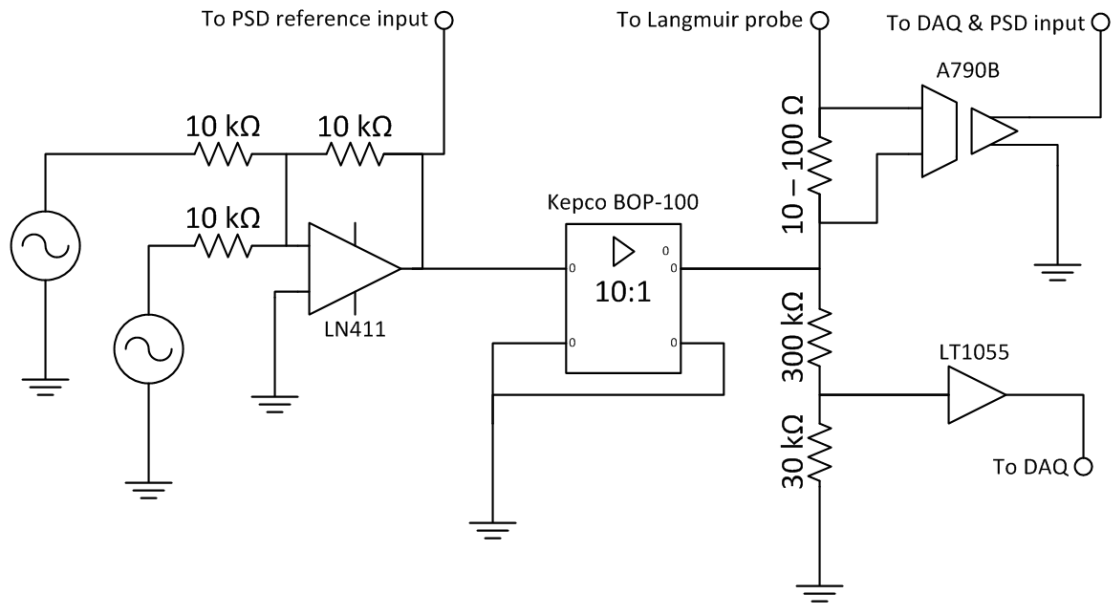 To PSD reference input
To Langmuir probe
To DAQ & PSD input
A790B
10 kΩ
10 kΩ
10 – 100 Ω
Kepco BOP-100
10 kΩ
0
0
0
10:1
LN411
300 kΩ
LT1055
0
0
30 kΩ
To DAQ